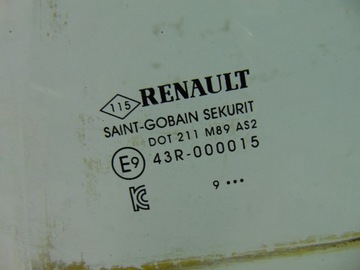 115 RENAULT
SAINT-GOBAIN SEKURIT
DOT 211 M89 AS2
E9 43R-000015
9 •••